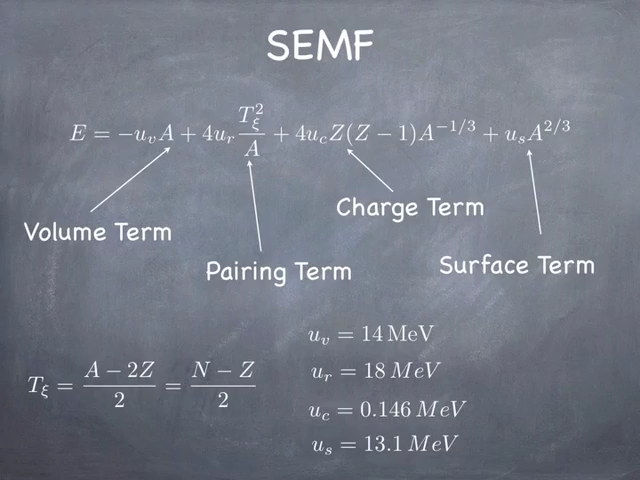 SEMF
E = −u_v A + 4u_r T_ξ^2 / A + 4u_c Z(Z − 1)A^{−1/3} + u_s A^{2/3}
Charge Term
Volume Term
Pairing Term
Surface Term
u_v = 14 MeV
T_ξ = (A − 2Z) / 2 = (N − Z) / 2
u_r = 18 MeV
u_c = 0.146 MeV
u_s = 13.1 MeV